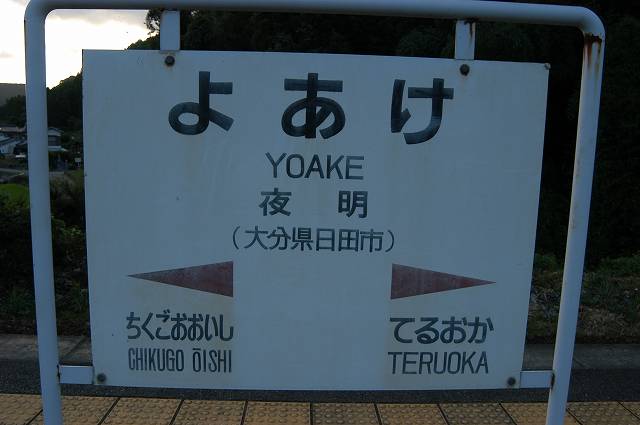 よあけ
YOAKE
夜明
(大分県日田市)
ちくごおおいし てるおか
CHIKUGO ŌISHI TERUOKA